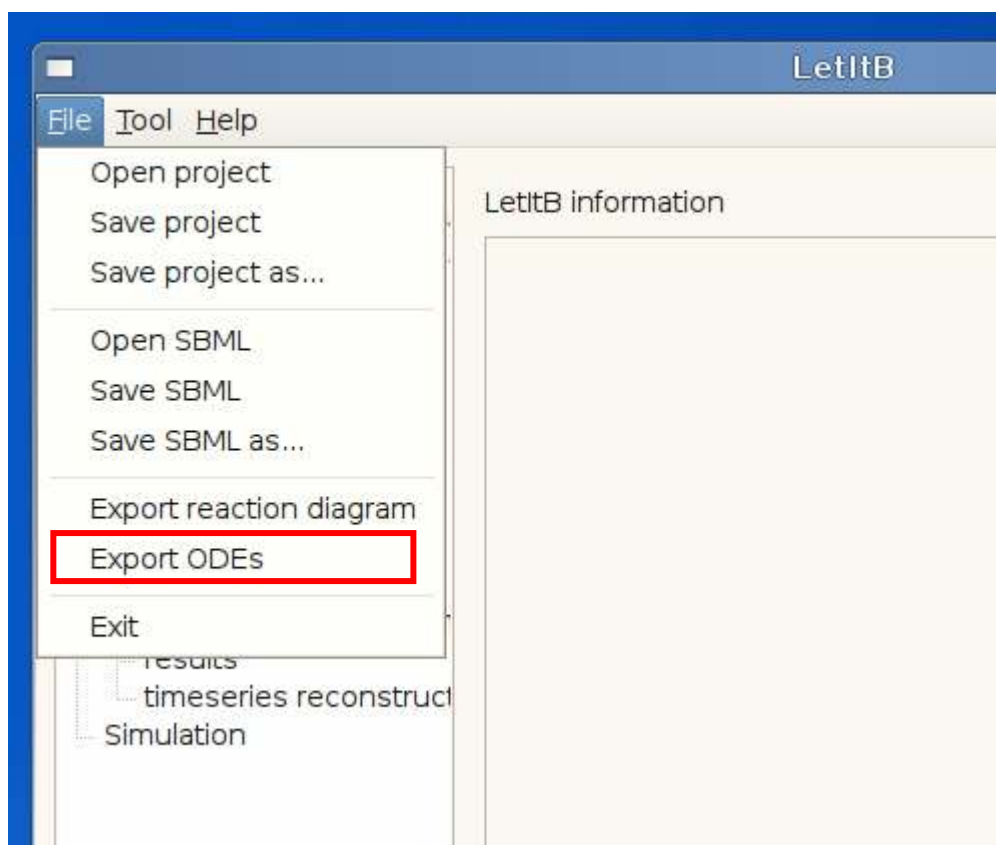 LetItB
File Tool Help
Open project
Save project
Save project as...
Open SBML
Save SBML
Save SBML as...
Export reaction diagram
Export ODEs
Exit
LetItB information
results
timeseries reconstruct
Simulation